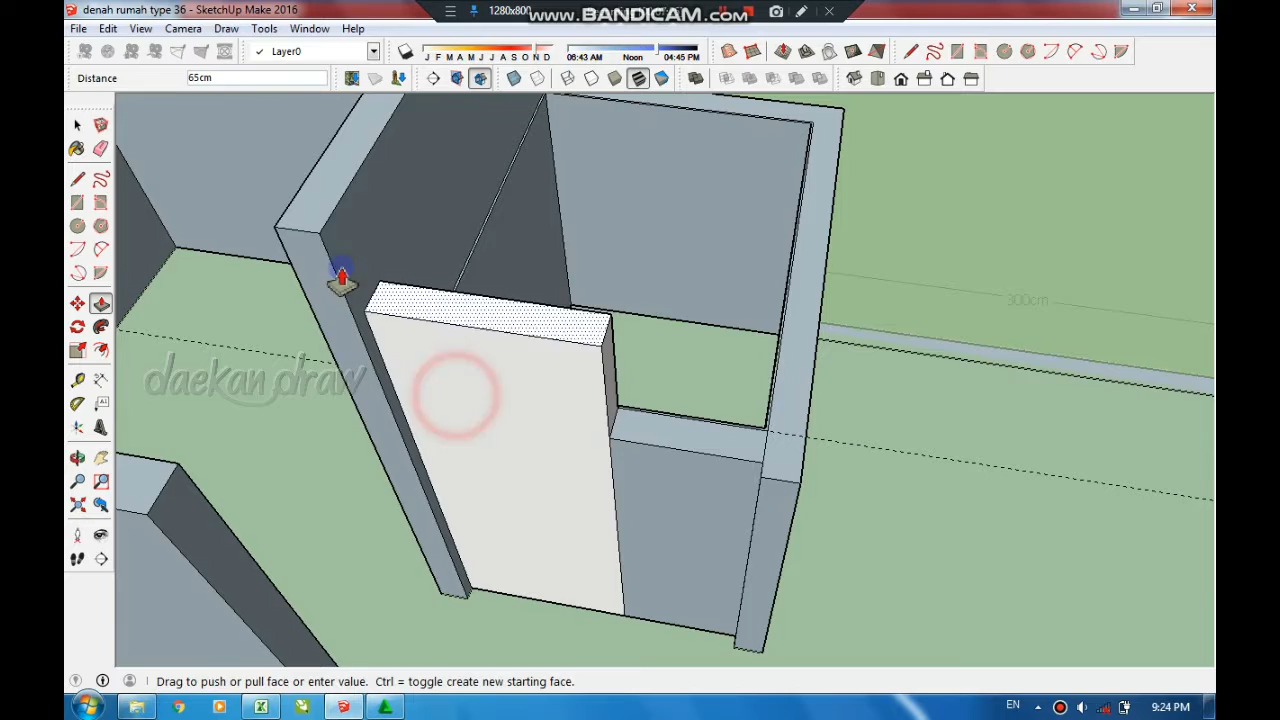 denah rumah type 36 - SketchUp Make 2016
1280x800
www.BANDICAM.com
File Edit View Camera Draw Tools Window Help
Layer0
J F M A M J J A S O N D
06:43 AM Noon 04:45 PM
Distance
65cm
300cm
daekan draw
Drag to push or pull face or enter value. Ctrl = toggle create new starting face.
EN
9:24 PM